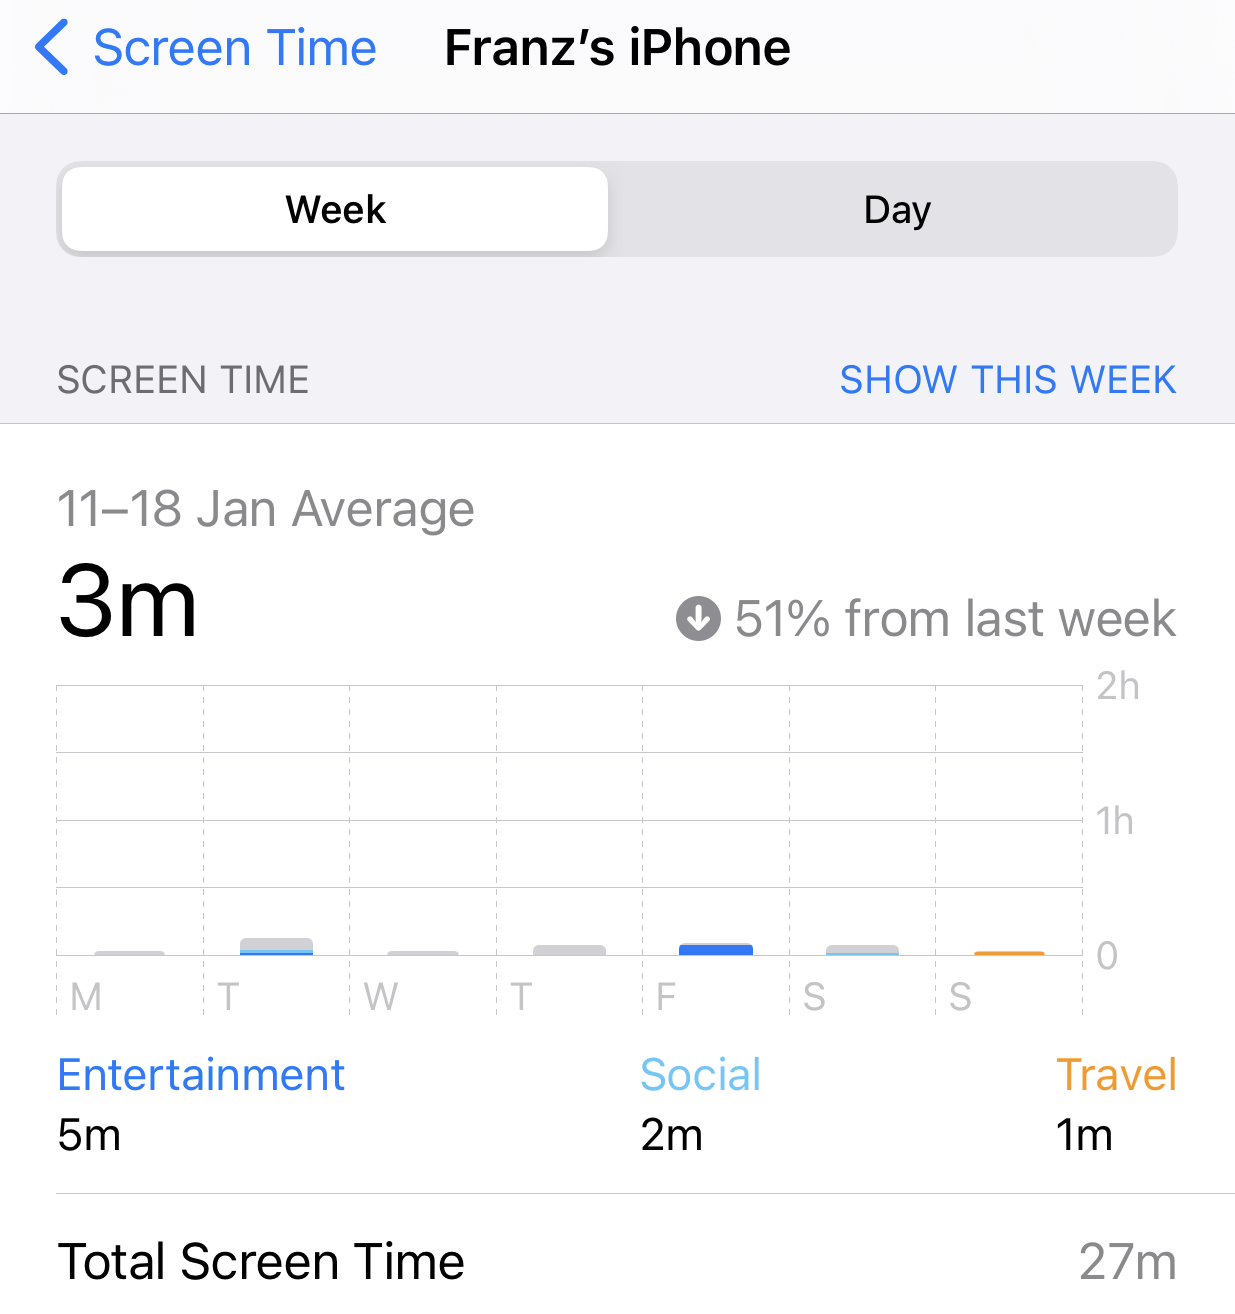 Screen Time Franz’s iPhone
Week Day
SCREEN TIME SHOW THIS WEEK
11–18 Jan Average
3m 51% from last week
2h
1h
0
M T W T F S S
Entertainment Social Travel
5m 2m 1m
Total Screen Time 27m